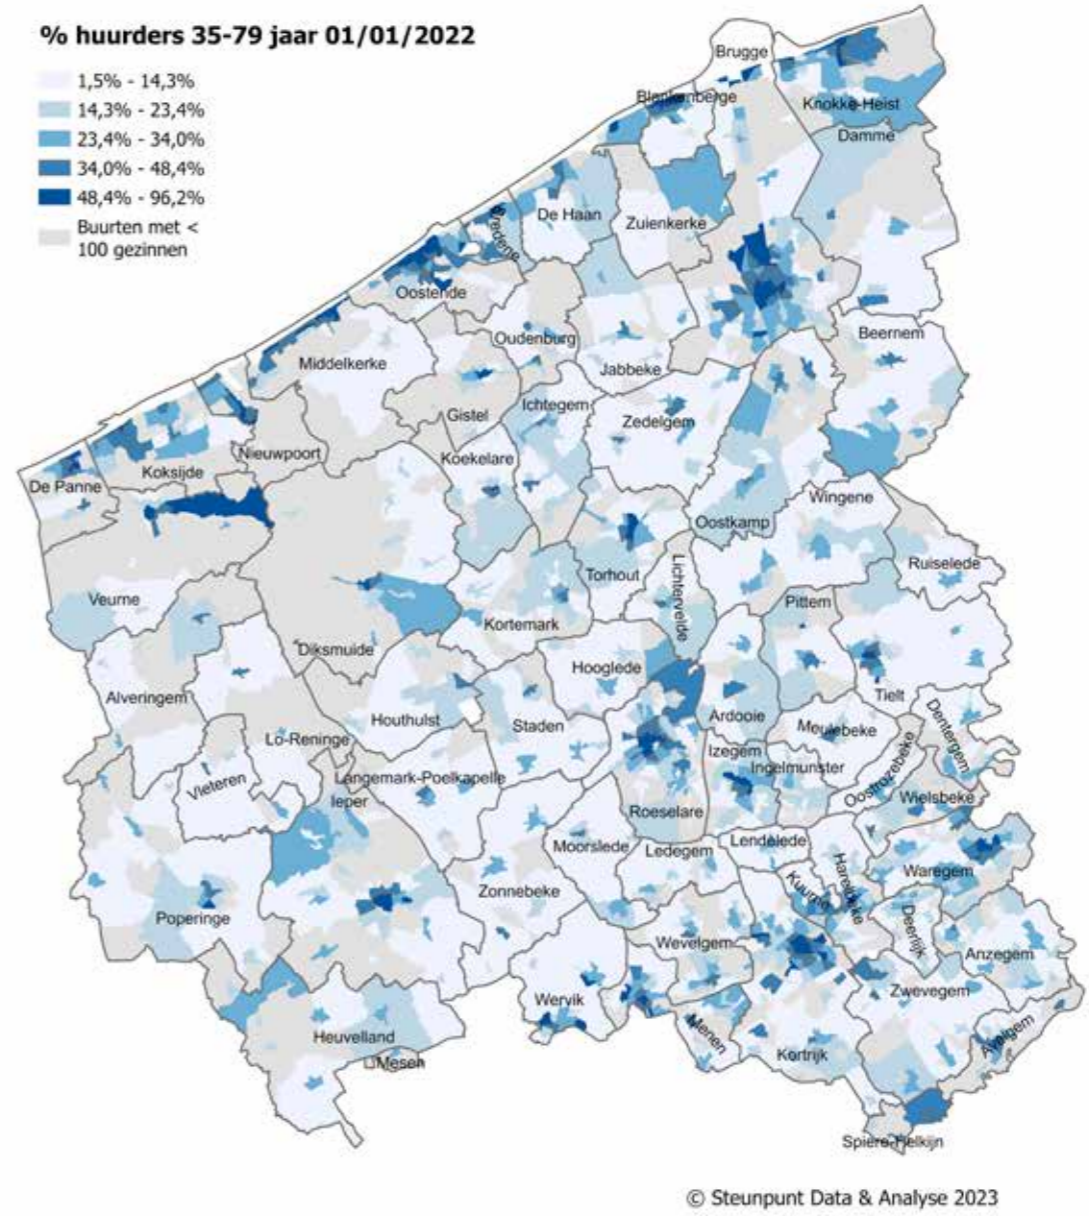 % huurders 35-79 jaar 01/01/2022
1,5% - 14,3%
14,3% - 23,4%
23,4% - 34,0%
34,0% - 48,4%
48,4% - 96,2%
Buurten met <
100 gezinnen
Brugge
Blankenberge
Knokke-Heist
Damme
De Haan
Zuienkerke
Bredene
Oostende
Oudenburg
Beernem
Middelkerke
Jabbeke
Gistel
Ichtegem
Zedelgem
Nieuwpoort
Koekelare
Koksijde
De Panne
Wingene
Oostkamp
Ruiselede
Torhout
Lichtervelde
Veurne
Pittem
Kortemark
Diksmuide
Hooglede
Alveringem
Tielt
Houthulst
Staden
Ardooie
Meulebeke
Dentergem
Lo-Reninge
Izegem
Ingelmunster
Oostrozebeke
Vleteren
Langemark-Poelkapelle
Wielsbeke
Ieper
Roeselare
Moorslede
Ledegem
Lendelede
Harelbeke
Waregem
Zonnebeke
Kuurne
Poperinge
Deerlijk
Wevelgem
Anzegem
Zwevegem
Wervik
Menen
Avelgem
Heuvelland
Kortrijk
Mesen
Spiere-Helkijn
© Steunpunt Data & Analyse 2023